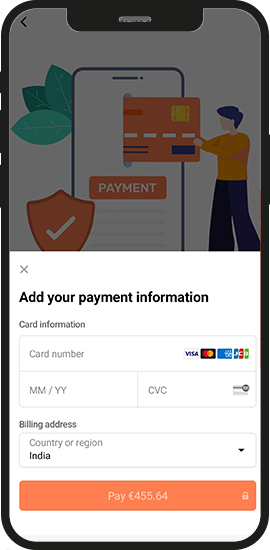 PAYMENT
Add your payment information
Card information
Card number VISA JCB
MM / YY CVC
Billing address
Country or region
India
Pay €455.64